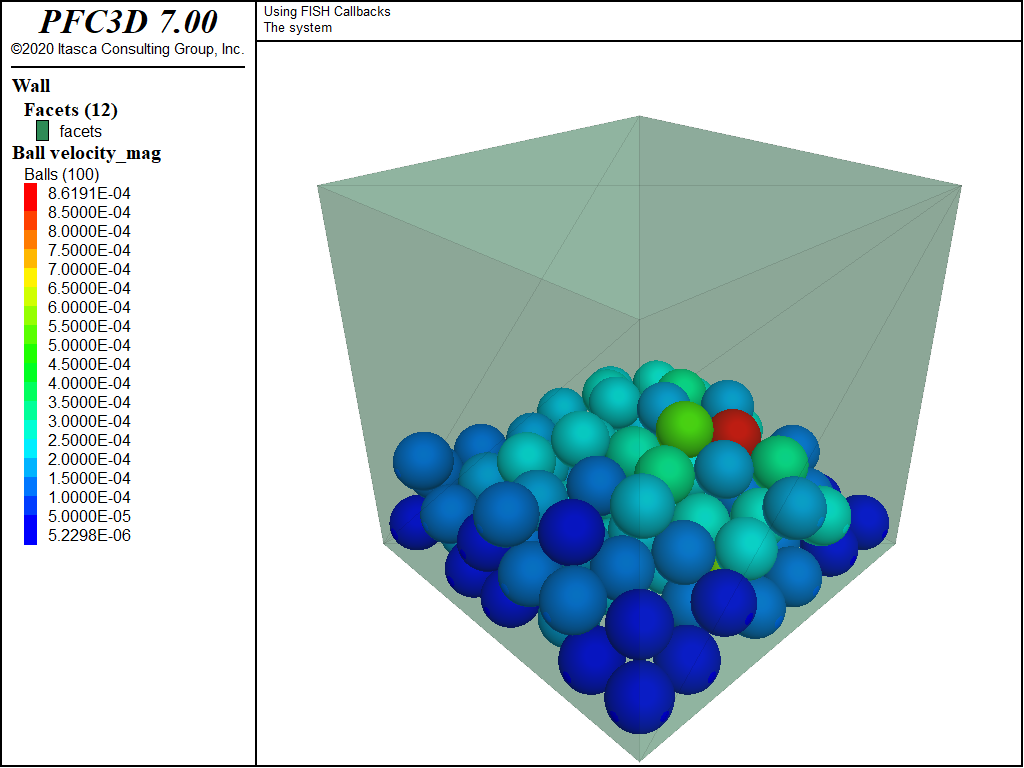 PFC3D 7.00
©2020 Itasca Consulting Group, Inc.
Using FISH Callbacks
The system
Wall
Facets (12)
facets
Ball velocity_mag
Balls (100)
8.6191E-04
8.5000E-04
8.0000E-04
7.5000E-04
7.0000E-04
6.5000E-04
6.0000E-04
5.5000E-04
5.0000E-04
4.5000E-04
4.0000E-04
3.5000E-04
3.0000E-04
2.5000E-04
2.0000E-04
1.5000E-04
1.0000E-04
5.0000E-05
5.2298E-06